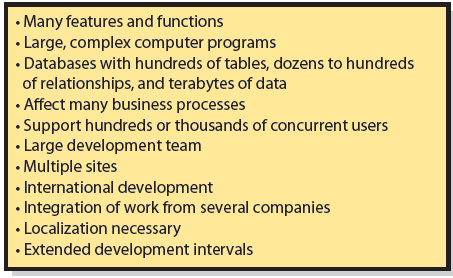 • Many features and functions
• Large, complex computer programs
• Databases with hundreds of tables, dozens to hundreds
of relationships, and terabytes of data
• Affect many business processes
• Support hundreds or thousands of concurrent users
• Large development team
• Multiple sites
• International development
• Integration of work from several companies
• Localization necessary
• Extended development intervals